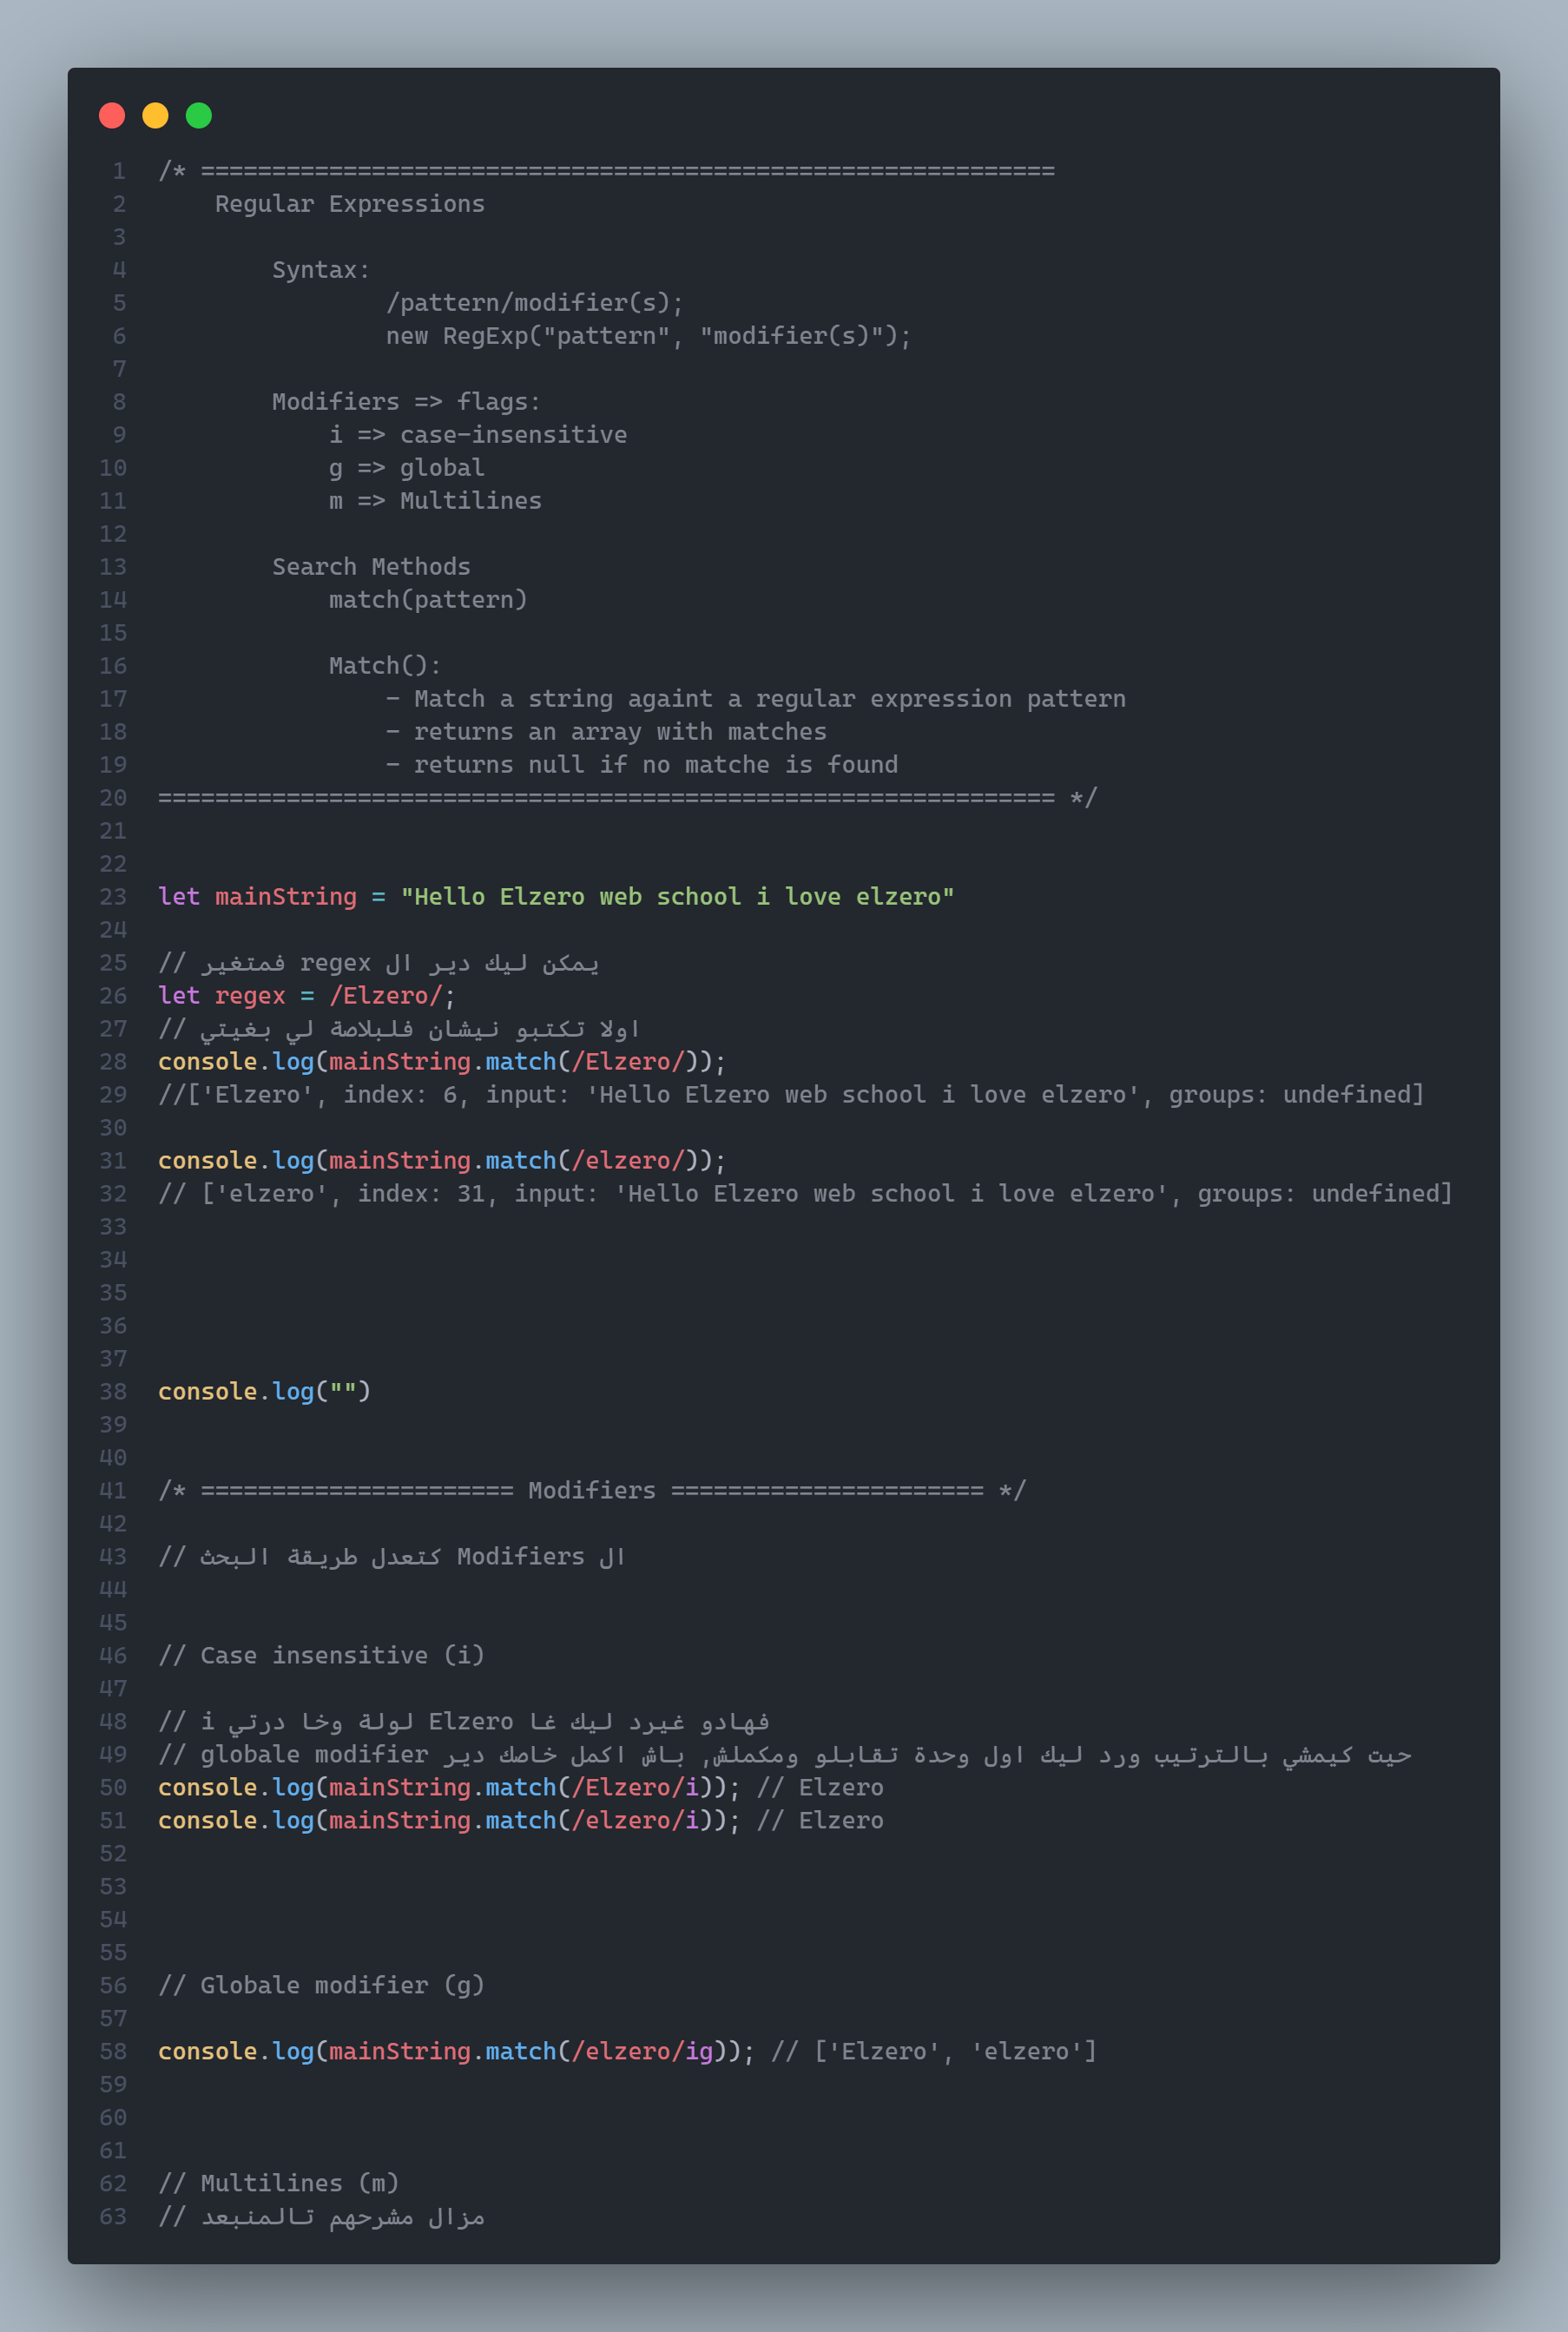 1 /* ============================================================
2     Regular Expressions
3
4         Syntax:
5                 /pattern/modifier(s);
6                 new RegExp("pattern", "modifier(s)");
7
8         Modifiers => flags:
9             i => case-insensitive
10             g => global
11             m => Multilines
12
13         Search Methods
14             match(pattern)
15
16             Match():
17                 - Match a string againt a regular expression pattern
18                 - returns an array with matches
19                 - returns null if no matche is found
20 =============================================================== */
21
22
23 let mainString = "Hello Elzero web school i love elzero"
24
25 // يمكن ليك دير ال regex فمتغير
26 let regex = /Elzero/;
27 // اولا تكتبو نيشان فلبلاصة لي بغيتي
28 console.log(mainString.match(/Elzero/));
29 //['Elzero', index: 6, input: 'Hello Elzero web school i love elzero', groups: undefined]
30
31 console.log(mainString.match(/elzero/));
32 // ['elzero', index: 31, input: 'Hello Elzero web school i love elzero', groups: undefined]
33
34
35
36
37
38 console.log("")
39
40
41 /* ====================== Modifiers ====================== */
42
43 // ال Modifiers كتعدل طريقة البحث
44
45
46 // Case insensitive (i)
47
48 // فهادو غيرد ليك غا Elzero لولة وخا درتي i
49 // حيت كيمشي بالترتيب ورد ليك اول وحدة تقابلو ومكملش, باش اكمل خاصك دير globale modifier
50 console.log(mainString.match(/Elzero/i)); // Elzero
51 console.log(mainString.match(/elzero/i)); // Elzero
52
53
54
55
56 // Globale modifier (g)
57
58 console.log(mainString.match(/elzero/ig)); // ['Elzero', 'elzero']
59
60
61
62 // Multilines (m)
63 // مزال مشرحهم تالمنبعد